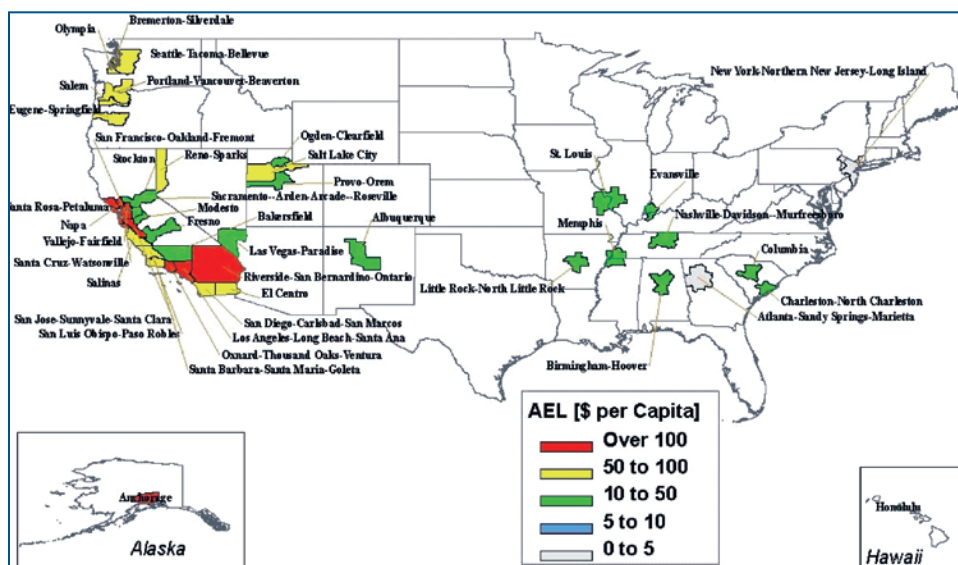 Bremerton-Silverdale
Olympia
Seattle-Tacoma-Bellevue
Portland-Vancouver-Beaverton
Salem
Eugene-Springfield
San Francisco-Oakland-Fremont
Stockton
Reno-Sparks
Ogden-Clearfield
Salt Lake City
Provo-Orem
Sacramento--Arden-Arcade--Roseville
Santa Rosa-Petaluma
Modesto
Napa
Fresno
Bakersfield
Albuquerque
Vallejo-Fairfield
Las Vegas-Paradise
Santa Cruz-Watsonville
Riverside-San Bernardino-Ontario
Salinas
El Centro
San Diego-Carlsbad-San Marcos
San Jose-Sunnyvale-Santa Clara
San Luis Obispo-Paso Robles
Los Angeles-Long Beach-Santa Ana
Oxnard-Thousand Oaks-Ventura
Santa Barbara-Santa Maria-Goleta
New York-Northern New Jersey-Long Island
St. Louis
Evansville
Nashville-Davidson--Murfreesboro
Memphis
Columbia
Little Rock-North Little Rock
Charleston-North Charleston
Atlanta-Sandy Springs-Marietta
Birmingham-Hoover
AEL [$ per Capita]
Over 100
50 to 100
10 to 50
5 to 10
0 to 5
Anchorage
Alaska
Honolulu
Hawaii